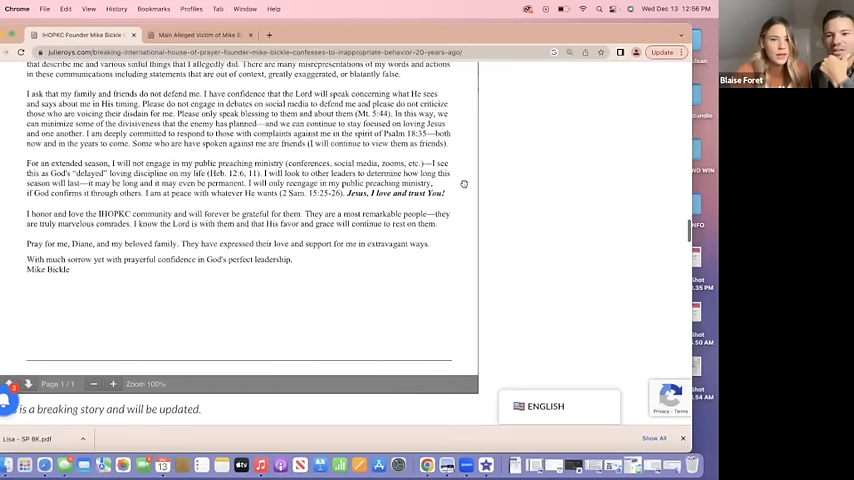 Chrome File Edit View History Bookmarks Profiles Tab Window Help Wed Dec 13 12:56 PM
IHOPKC Founder Mike Bickle C Main Alleged Victim of Mike B
julieroys.com/breaking-international-house-of-prayer-founder-mike-bickle-confesses-to-inappropriate-behavior-20-years-ago/ Update
Blaise Foret
that describe me and various sinful things that I allegedly did. There are many misrepresentations of my words and actions
in these communications including statements that are out of context, greatly exaggerated, or blatantly false.
I ask that my family and friends do not defend me. I have confidence that the Lord will speak concerning what He sees
and says about me in His timing. Please do not engage in debates on social media to defend me and please do not criticize
those who are voicing their disdain for me. Please only speak blessing to them and about them (Mt. 5:44). In this way, we
can minimize some of the divisiveness that the enemy has planned—and we can continue to stay focused on loving Jesus
and one another. I am deeply committed to respond to those with complaints against me in the spirit of Psalm 18:35—both
now and in the years to come. Some who have spoken against me are friends (I will continue to view them as friends).
For an extended season, I will not engage in my public preaching ministry (conferences, social media, zooms, etc.)—I see
this as God's "delayed" loving discipline on my life (Heb. 12:6, 11). I will look to other leaders to determine how long this
season will last—it may be long and it may even be permanent. I will only reengage in my public preaching ministry,
if God confirms it through others. I am at peace with whatever He wants (2 Sam. 15:25-26). Jesus, I love and trust You!
I honor and love the IHOPKC community and will forever be grateful for them. They are a most remarkable people—they
are truly marvelous comrades. I know the Lord is with them and that His favor and grace will continue to rest on them.
Pray for me, Diane, and my beloved family. They have expressed their love and support for me in extravagant ways.
With much sorrow yet with prayerful confidence in God's perfect leadership,
Mike Bickle
Page 1 / 1 Zoom 100%
3
is a breaking story and will be updated.
ENGLISH
Privacy - Terms
Lisa - SP 8K.pdf Show All
13